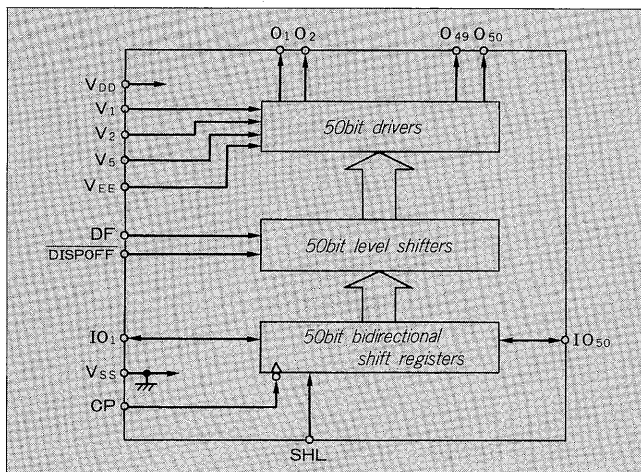 O1 O2 O49 O50
VDD
V1
V2
V5
VEE
50bit drivers
DF
DISPOFF
50bit level shifters
IO1
50bit bidirectional
shift registers
IO50
VSS
CP
SHL